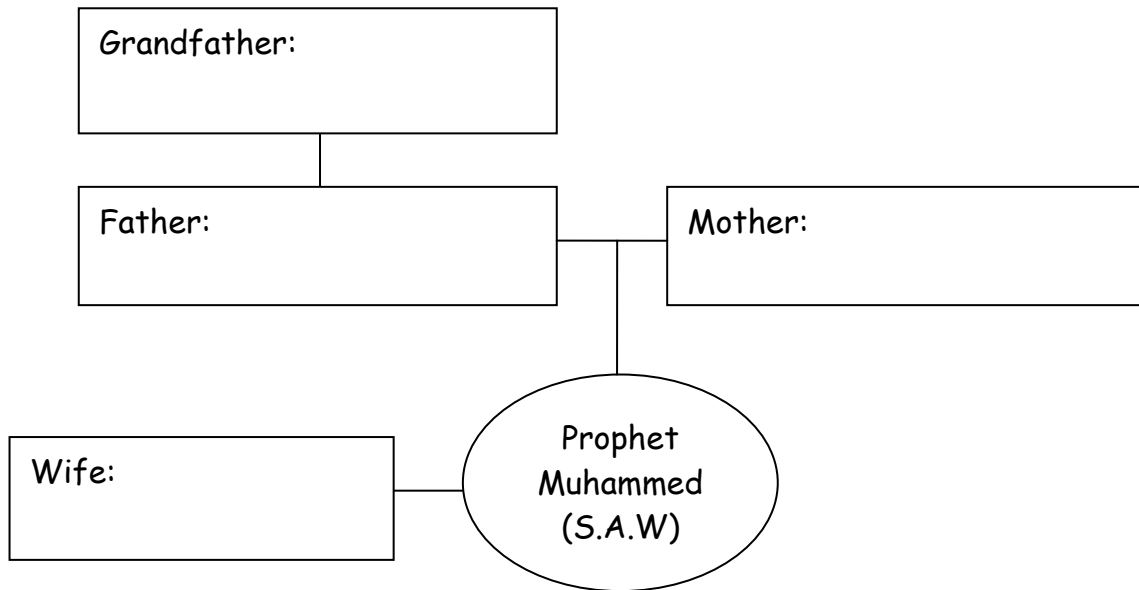 Grandfather:
Father:
Mother:
Wife:
Prophet
Muhammed
(S.A.W)